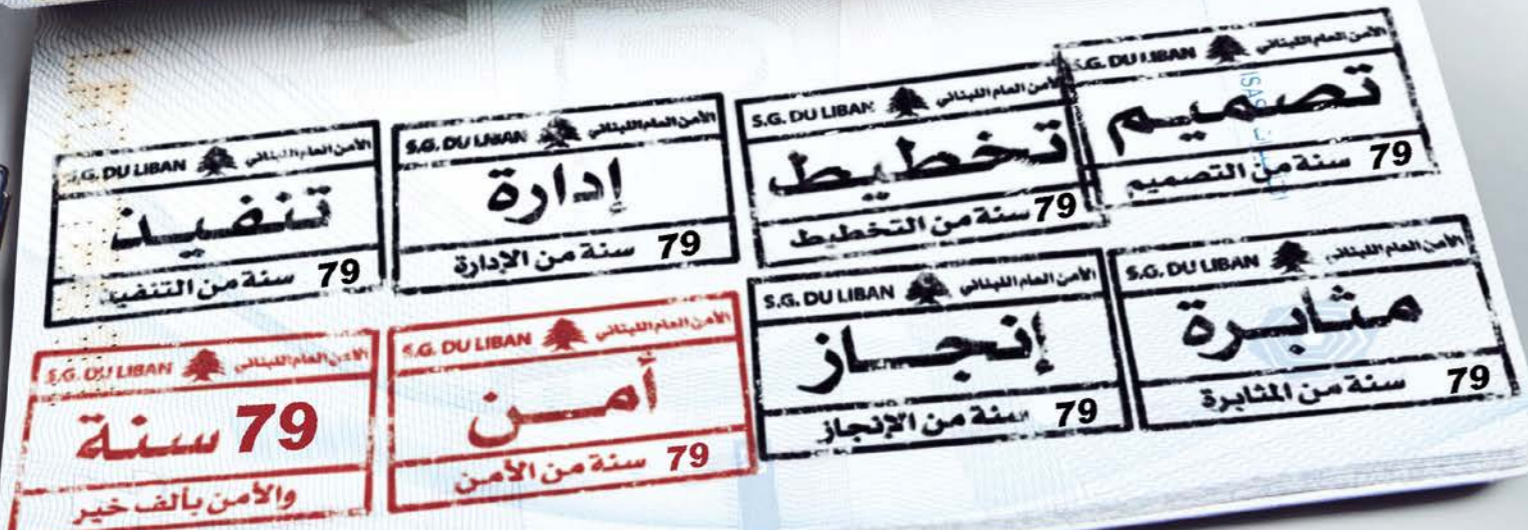 S.G. DU LIBAN الأمن العام اللبناني
تصميم
79 سنة من التصميم
S.G. DU LIBAN الأمن العام اللبناني
تخطيط
79 سنة من التخطيط
S.G. DU LIBAN الأمن العام اللبناني
إدارة
79 سنة من الإدارة
S.G. DU LIBAN الأمن العام اللبناني
تنفيذ
79 سنة من التنفيذ
S.G. DU LIBAN الأمن العام اللبناني
مثابرة
79 سنة من المثابرة
S.G. DU LIBAN الأمن العام اللبناني
إنجاز
79 سنة من الإنجاز
S.G. DU LIBAN الأمن العام اللبناني
أمن
79 سنة من الأمن
S.G. DU LIBAN الأمن العام اللبناني
79 سنة
والأمن بألف خير